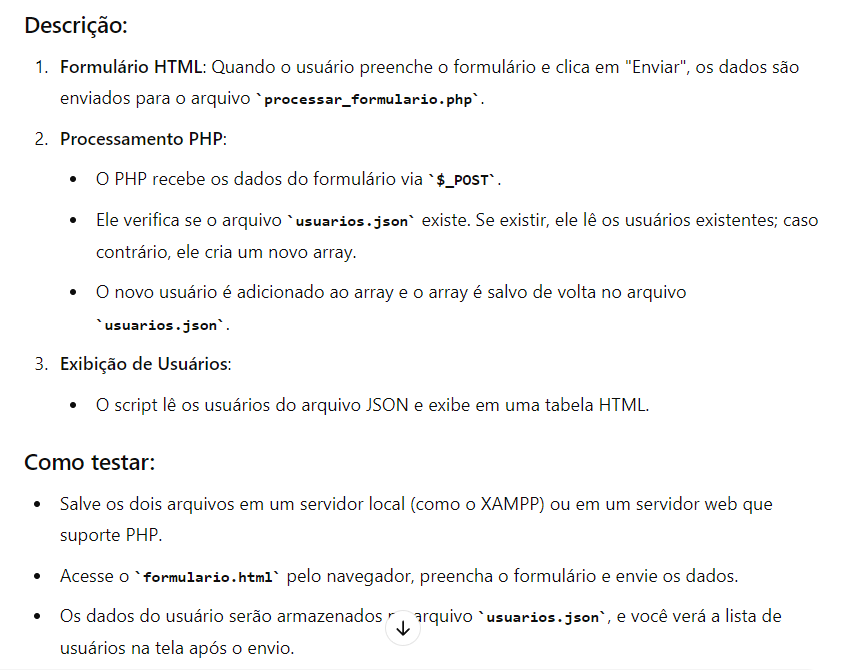 Descrição:
1. Formulário HTML: Quando o usuário preenche o formulário e clica em "Enviar", os dados são
enviados para o arquivo `processar_formulario.php`.
2. Processamento PHP:
• O PHP recebe os dados do formulário via `$_POST`.
• Ele verifica se o arquivo `usuarios.json` existe. Se existir, ele lê os usuários existentes; caso
contrário, ele cria um novo array.
• O novo usuário é adicionado ao array e o array é salvo de volta no arquivo
`usuarios.json`.
3. Exibição de Usuários:
• O script lê os usuários do arquivo JSON e exibe em uma tabela HTML.
Como testar:
• Salve os dois arquivos em um servidor local (como o XAMPP) ou em um servidor web que
suporte PHP.
• Acesse o `formulario.html` pelo navegador, preencha o formulário e envie os dados.
• Os dados do usuário serão armazenados arquivo `usuarios.json`, e você verá a lista de
usuários na tela após o envio.